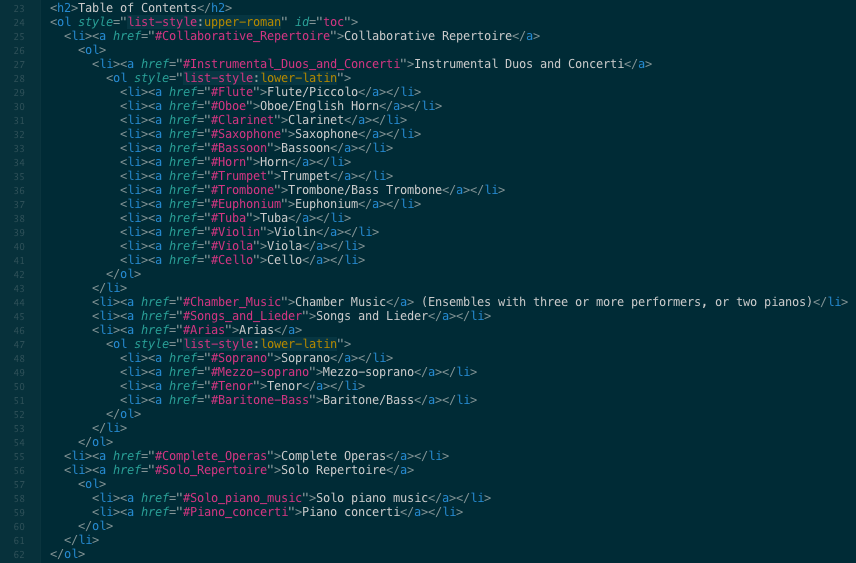 23 <h2>Table of Contents</h2>
24 <ol style="list-style:upper-roman" id="toc">
25 <li><a href="#Collaborative_Repertoire">Collaborative Repertoire</a>
26 <ol>
27 <li><a href="#Instrumental_Duos_and_Concerti">Instrumental Duos and Concerti</a>
28 <ol style="list-style:lower-latin">
29 <li><a href="#Flute">Flute/Piccolo</a></li>
30 <li><a href="#Oboe">Oboe/English Horn</a></li>
31 <li><a href="#Clarinet">Clarinet</a></li>
32 <li><a href="#Saxophone">Saxophone</a></li>
33 <li><a href="#Bassoon">Bassoon</a></li>
34 <li><a href="#Horn">Horn</a></li>
35 <li><a href="#Trumpet">Trumpet</a></li>
36 <li><a href="#Trombone">Trombone/Bass Trombone</a></li>
37 <li><a href="#Euphonium">Euphonium</a></li>
38 <li><a href="#Tuba">Tuba</a></li>
39 <li><a href="#Violin">Violin</a></li>
40 <li><a href="#Viola">Viola</a></li>
41 <li><a href="#Cello">Cello</a></li>
42 </ol>
43 </li>
44 <li><a href="#Chamber_Music">Chamber Music</a> (Ensembles with three or more performers, or two pianos)</li>
45 <li><a href="#Songs_and_Lieder">Songs and Lieder</a></li>
46 <li><a href="#Arias">Arias</a>
47 <ol style="list-style:lower-latin">
48 <li><a href="#Soprano">Soprano</a></li>
49 <li><a href="#Mezzo-soprano">Mezzo-soprano</a></li>
50 <li><a href="#Tenor">Tenor</a></li>
51 <li><a href="#Baritone-Bass">Baritone/Bass</a></li>
52 </ol>
53 </li>
54 </ol>
55 <li><a href="#Complete_Operas">Complete Operas</a></li>
56 <li><a href="#Solo_Repertoire">Solo Repertoire</a>
57 <ol>
58 <li><a href="#Solo_piano_music">Solo piano music</a></li>
59 <li><a href="#Piano_concerti">Piano concerti</a></li>
60 </ol>
61 </li>
62 </ol>